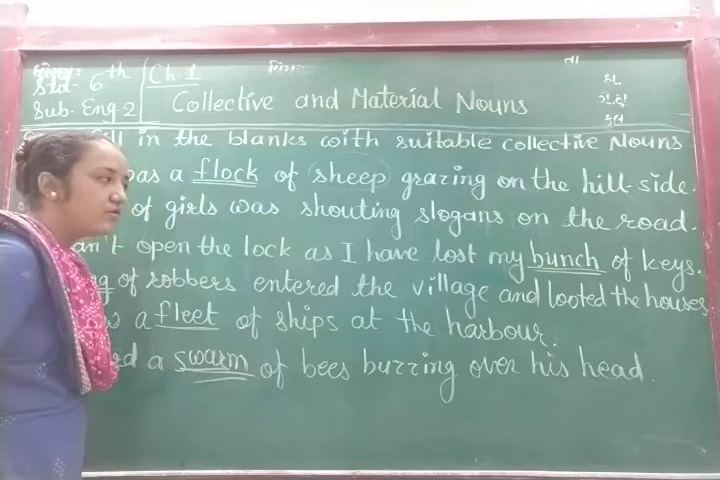 Std. 6th Ch. 1
Sub. Eng-2 Collective and Material Nouns
fill in the blanks with suitable collective Nouns
as a flock of sheep grazing on the hill-side.
of girls was shouting slogans on the road.
an't open the lock as I have lost my bunch of keys.
g of robbers entered the village and looted the houses.
a fleet of ships at the harbour.
d a swarm of bees buzzing over his head.